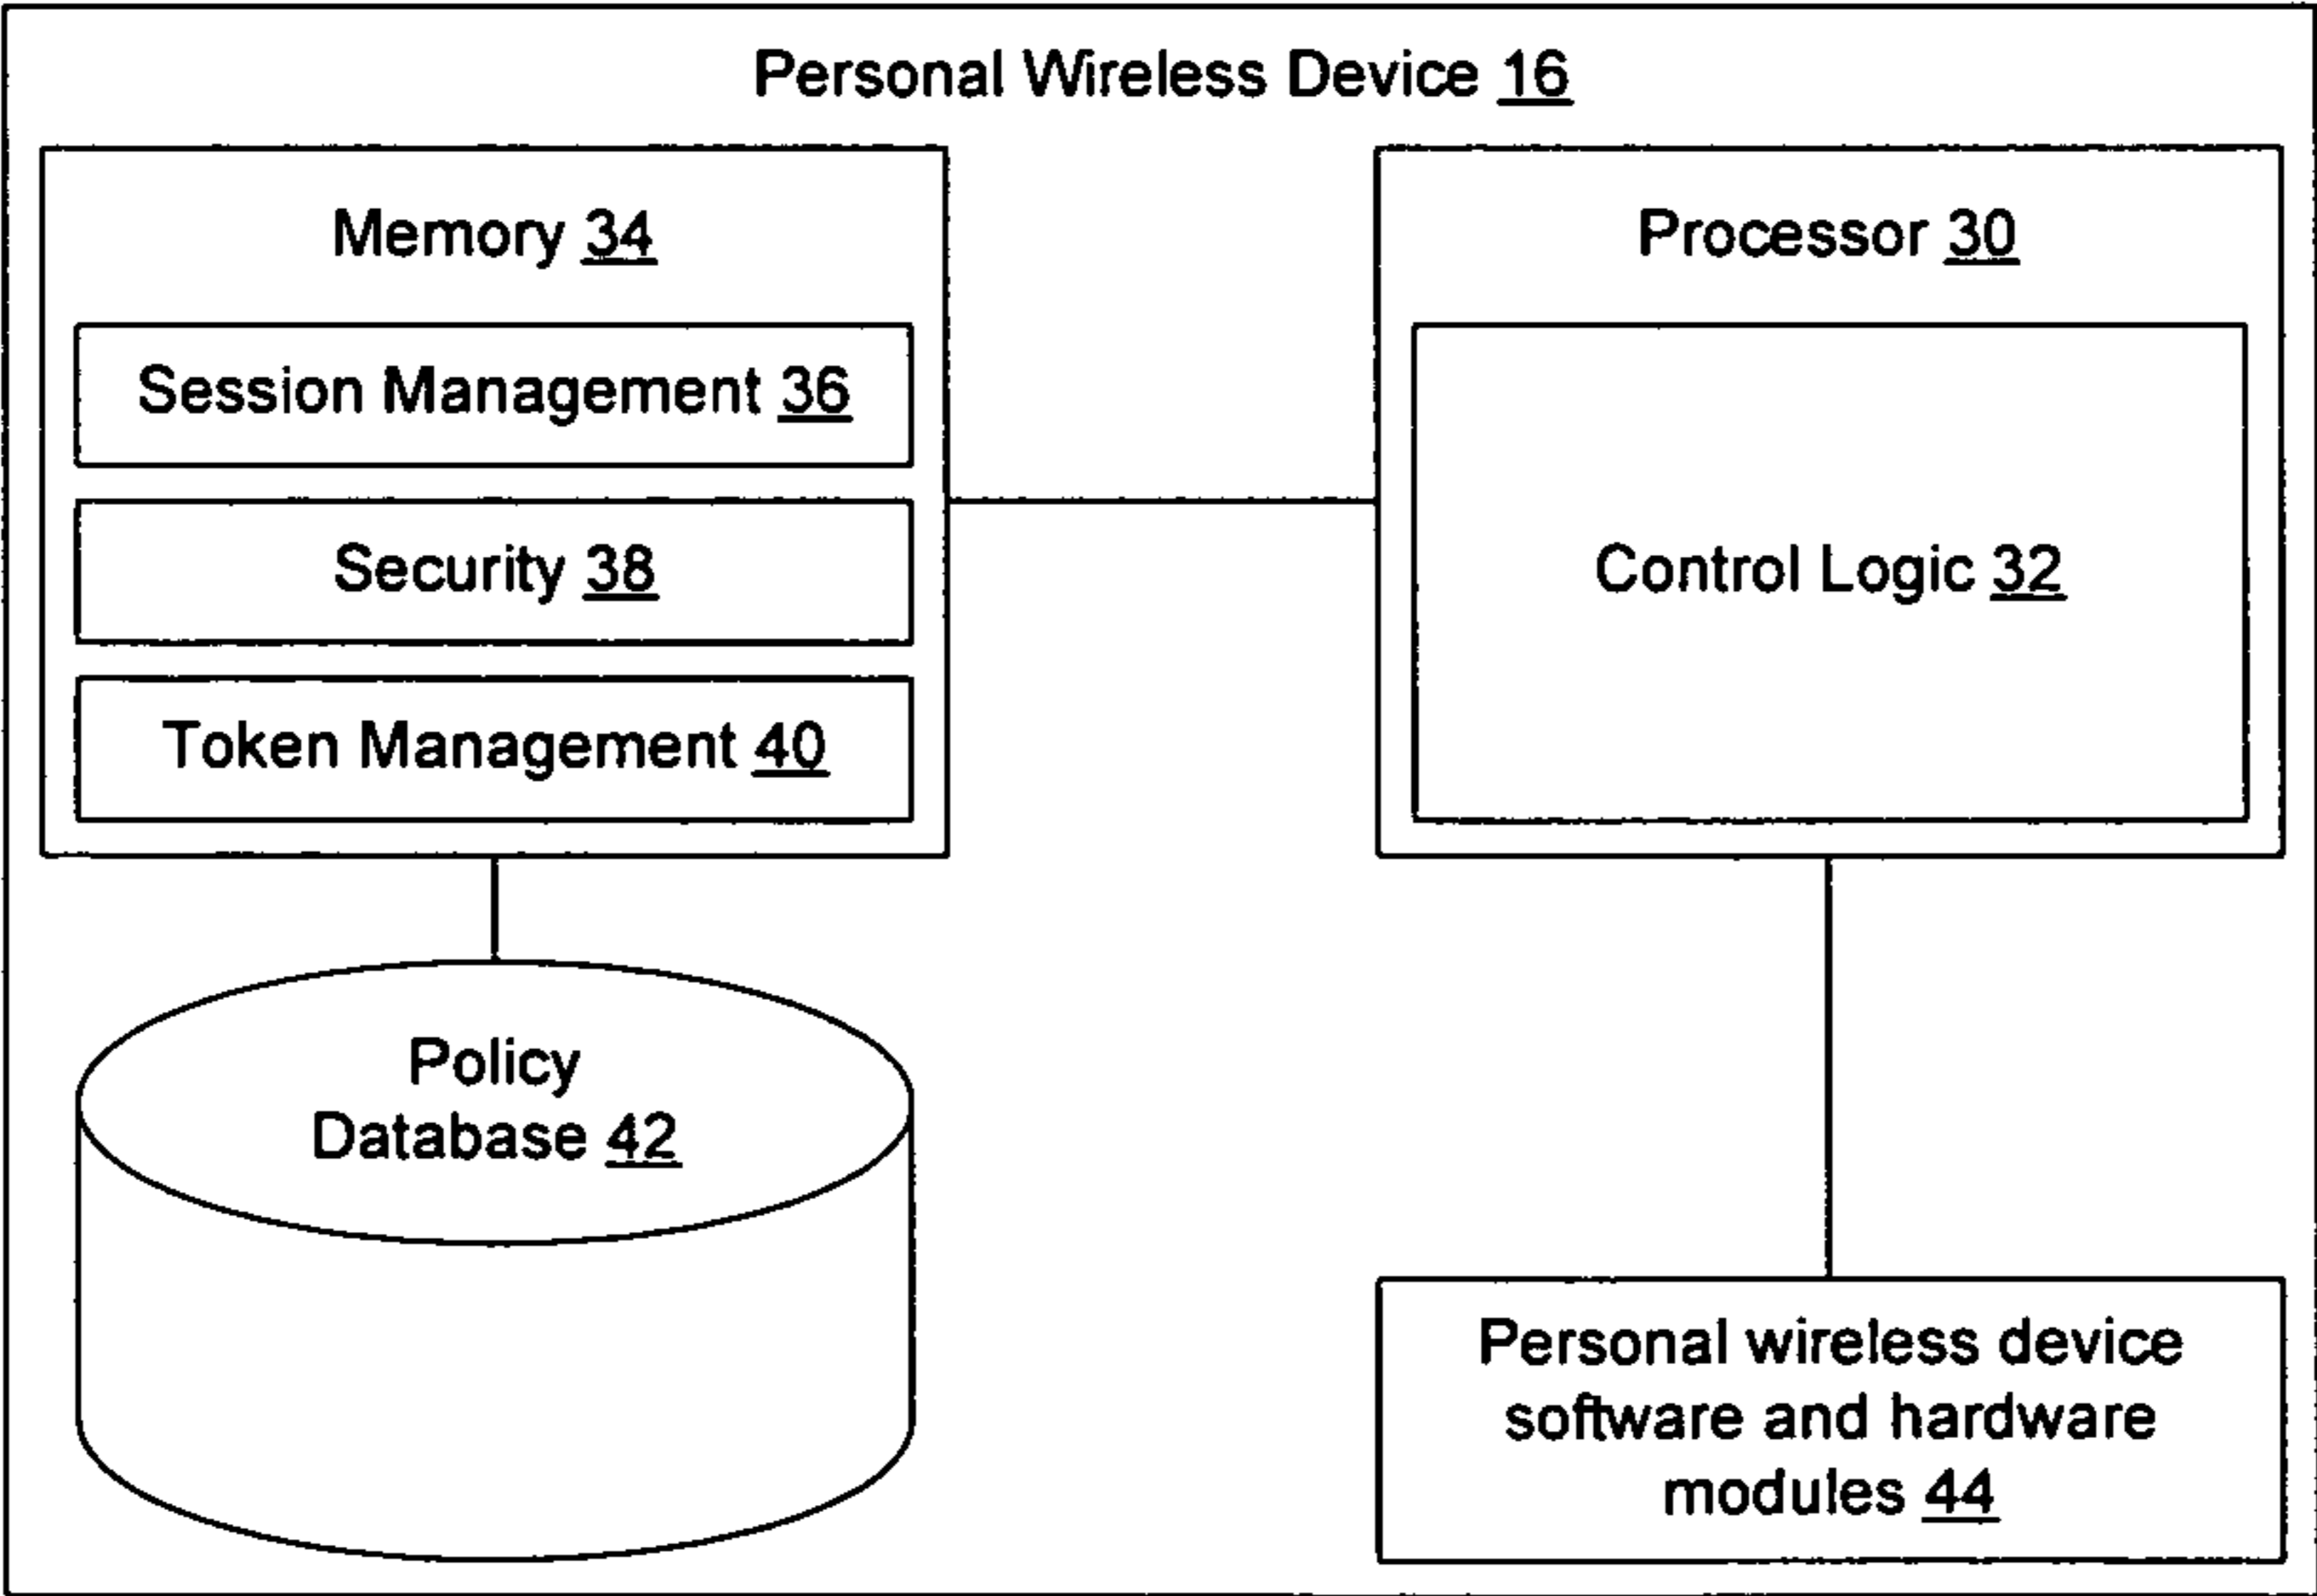 Personal Wireless Device 16
Memory 34
Session Management 36
Security 38
Token Management 40
Processor 30
Control Logic 32
Policy
Database 42
Personal wireless device
software and hardware
modules 44